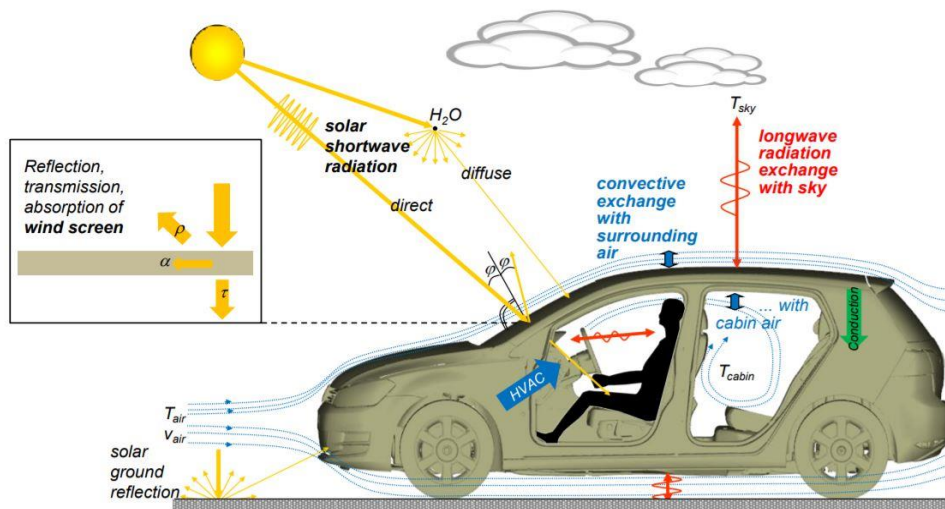 H2O
solar
shortwave
radiation
diffuse
direct
Tsky
longwave
radiation
exchange
with sky
convective
exchange
with
surrounding
air
Reflection,
transmission,
absorption of
wind screen
ρ
α
τ
φ φ
... with
cabin air
Conduction
Tcabin
HVAC
Tair
vair
solar
ground
reflection